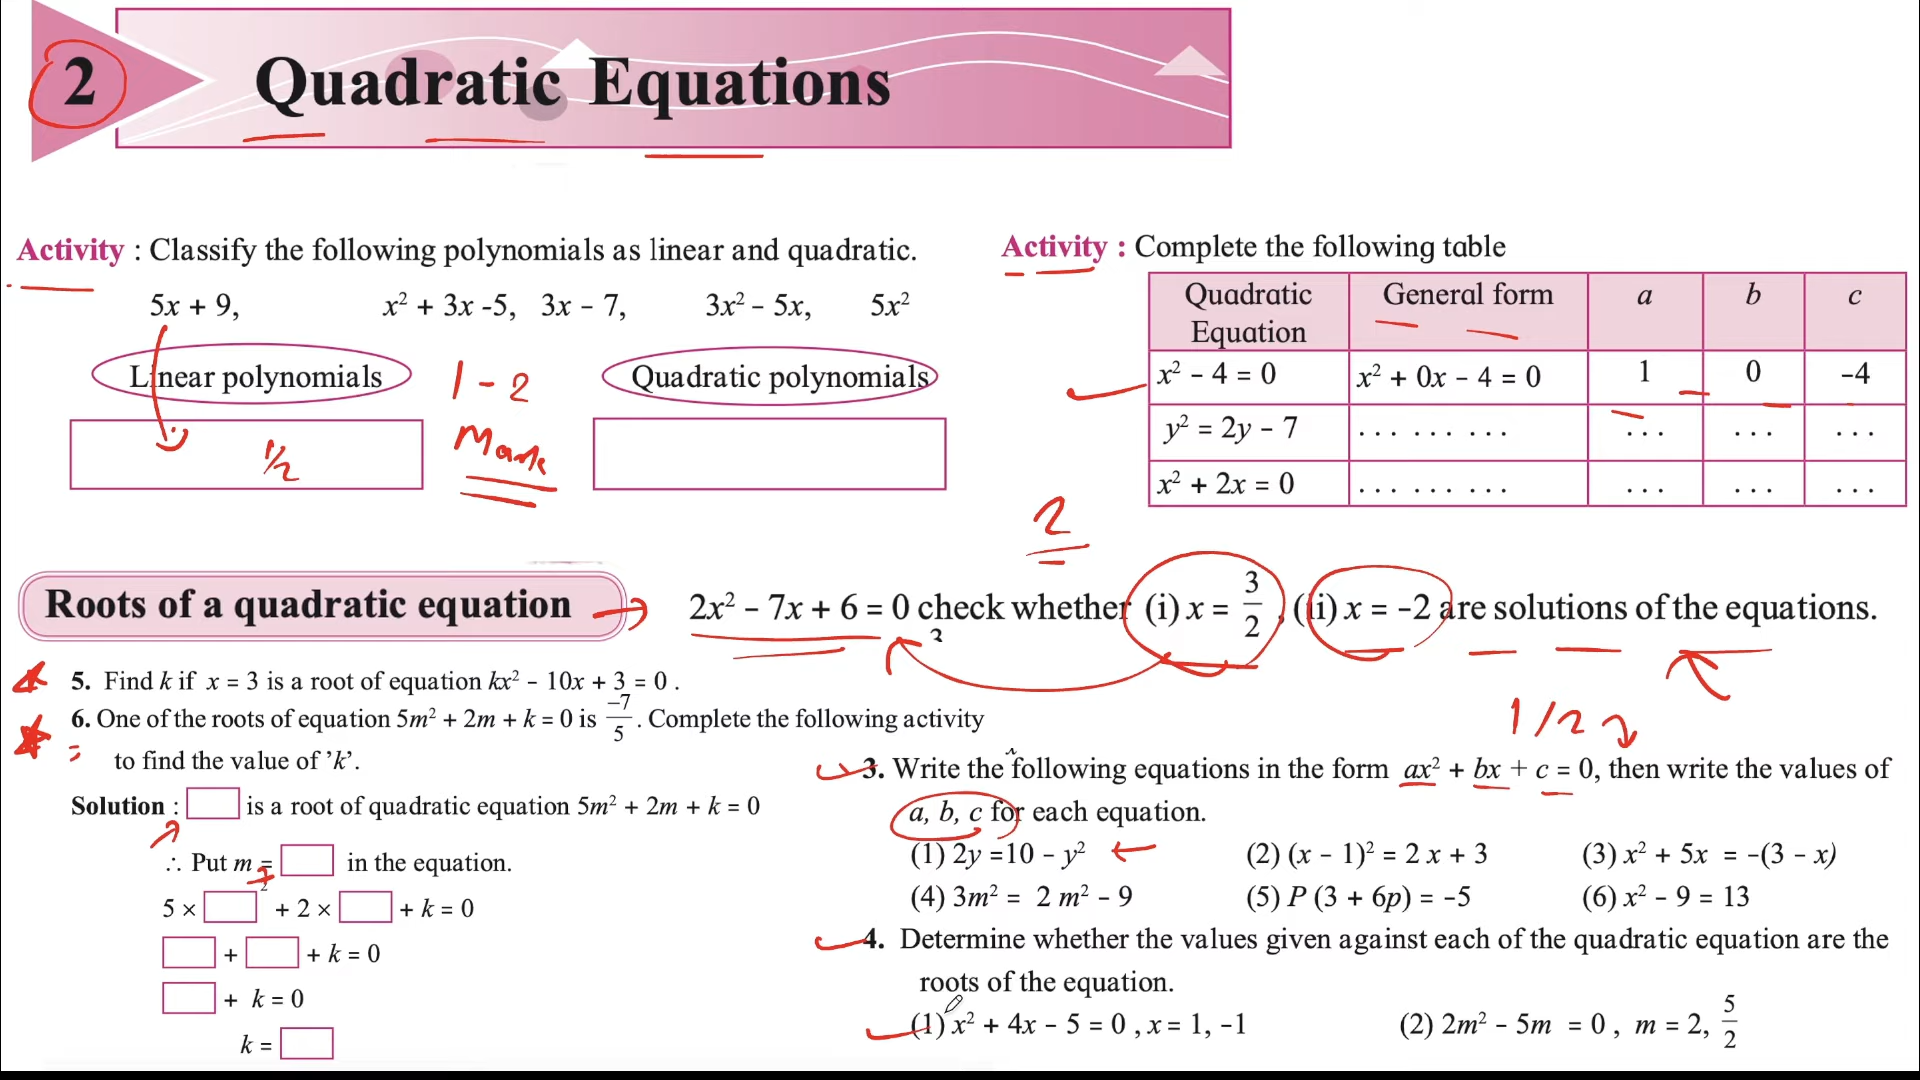 2 Quadratic Equations
Activity : Classify the following polynomials as linear and quadratic.
5x + 9, x² + 3x -5, 3x – 7, 3x² – 5x, 5x²
Linear polynomials
Quadratic polynomials
1 - 2
Mark
1/2
Activity : Complete the following table
Quadratic Equation General form a b c
x² – 4 = 0 x² + 0x – 4 = 0 1 0 –4
y² = 2y – 7 . . . . . . . . . . . . . . . . . .
x² + 2x = 0 . . . . . . . . . . . . . . . . . .
2
Roots of a quadratic equation
2x² – 7x + 6 = 0 check whether (i) x = 3/2 , (ii) x = –2 are solutions of the equations.
5. Find k if x = 3 is a root of equation kx² – 10x + 3 = 0 .
6. One of the roots of equation 5m² + 2m + k = 0 is –7/5 . Complete the following activity
to find the value of ’k’.
Solution : is a root of quadratic equation 5m² + 2m + k = 0
∴ Put m = in the equation.
5 × ² + 2 × + k = 0
+ + k = 0
+ k = 0
k =
1/2
3. Write the following equations in the form ax² + bx + c = 0, then write the values of
a, b, c for each equation.
(1) 2y =10 – y² (2) (x – 1)² = 2 x + 3 (3) x² + 5x = –(3 – x)
(4) 3m² = 2 m² – 9 (5) P (3 + 6p) = –5 (6) x² – 9 = 13
4. Determine whether the values given against each of the quadratic equation are the
roots of the equation.
(1) x² + 4x – 5 = 0 , x = 1, –1 (2) 2m² – 5m = 0 , m = 2, 5/2